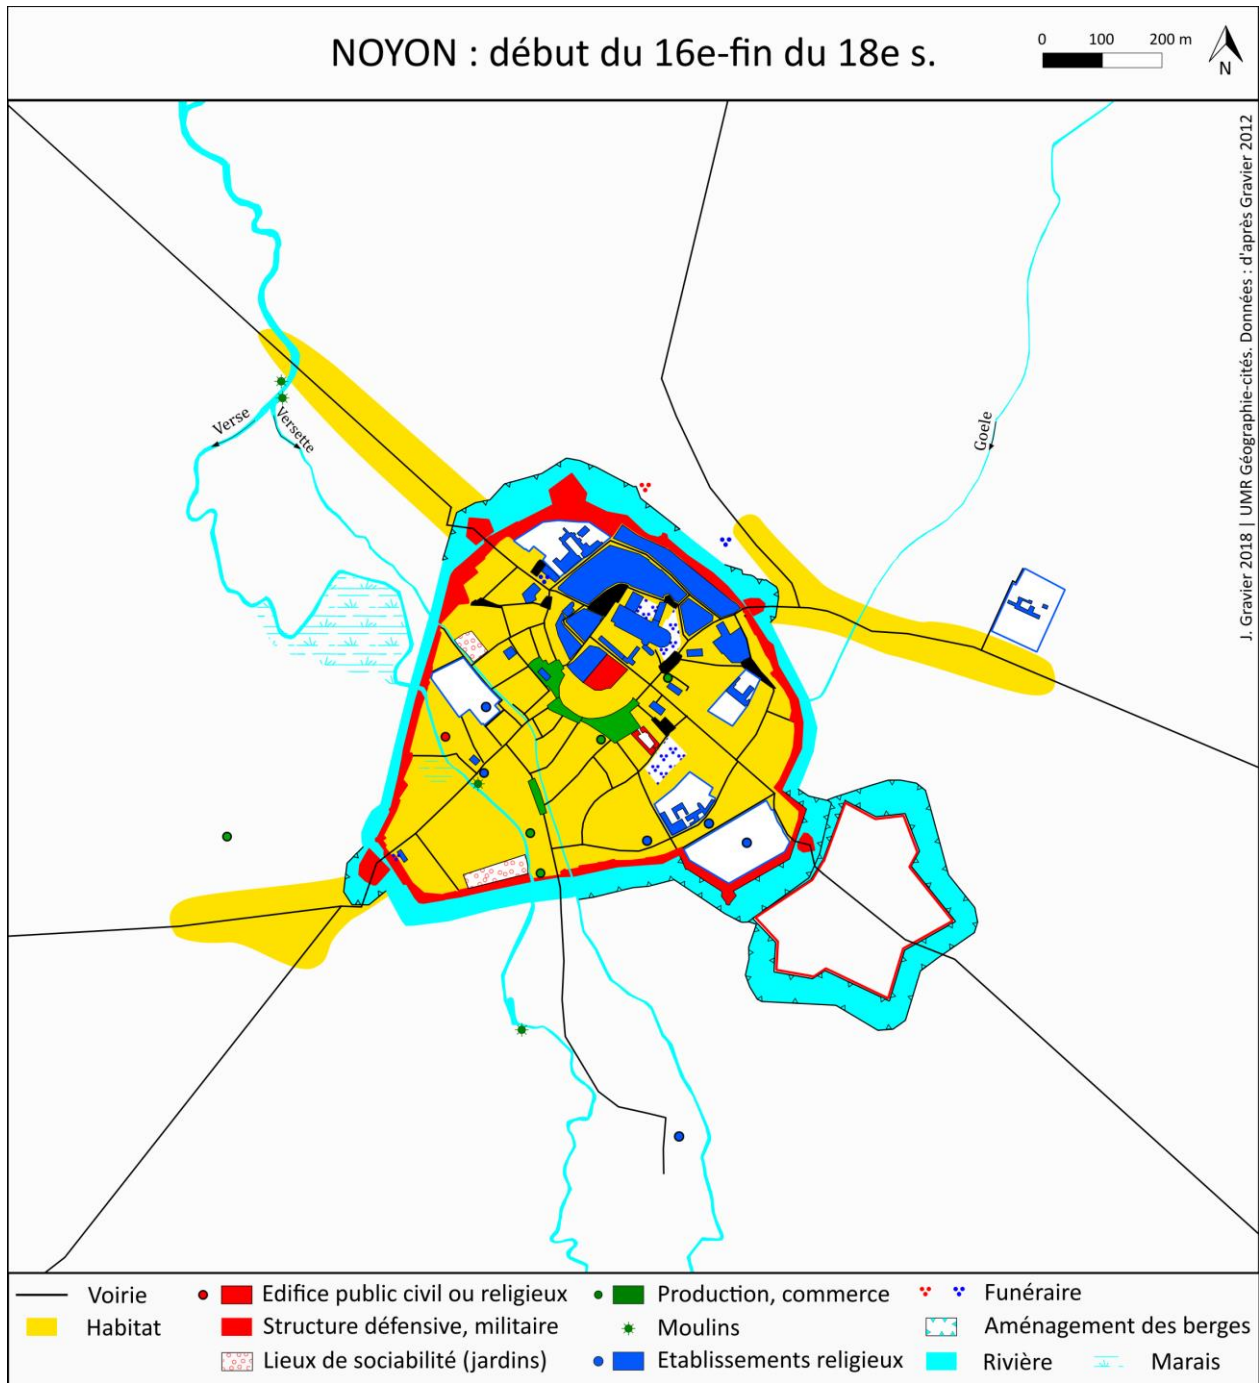 NOYON : début du 16e-fin du 18e s.
0 100 200 m
N
J. Gravier 2018 | UMR Géographie-cités. Données : d'après Gravier 2012
Verse
Versette
Goele
Voirie
Edifice public civil ou religieux
Production, commerce
Funéraire
Habitat
Structure défensive, militaire
Moulins
Aménagement des berges
Lieux de sociabilité (jardins)
Etablissements religieux
Rivière
Marais